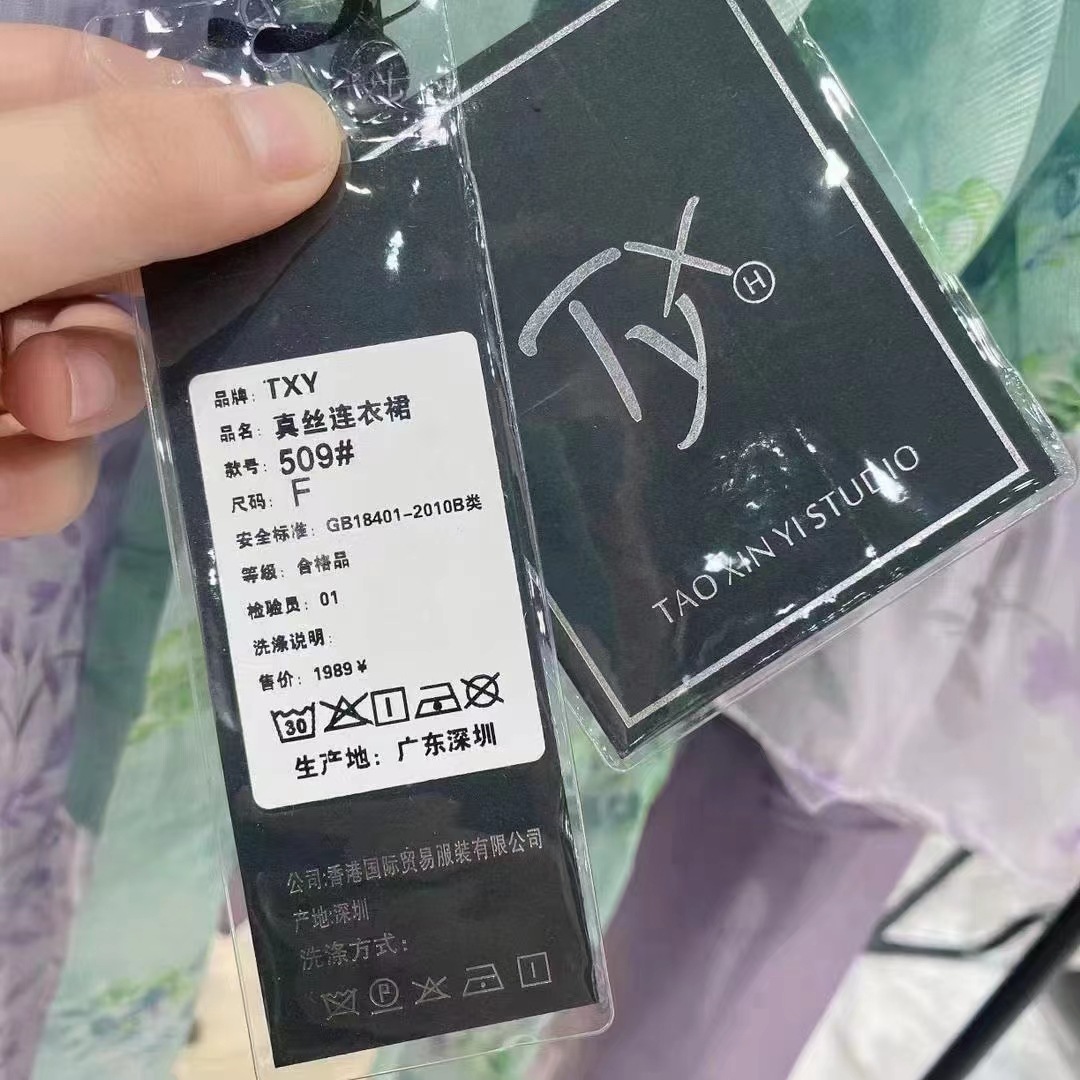 品牌: TXY
品名: 真丝连衣裙
款号: 509#
尺码: F
安全标准: GB18401-2010B类
等级: 合格品
检验员: 01
洗涤说明:
售价: 1989¥
30
生产地: 广东深圳
公司:香港国际贸易服装有限公司
产地:深圳
洗涤方式:
P
Tyx
H
TAO XIN YI STUDIO